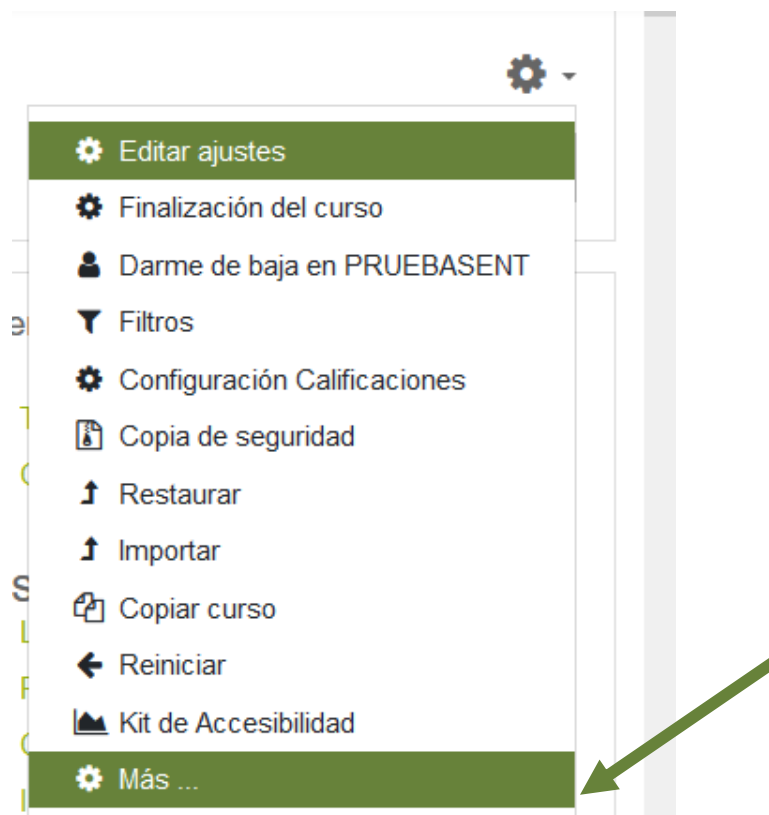 Editar ajustes
Finalización del curso
Darme de baja en PRUEBASENT
Filtros
Configuración Calificaciones
Copia de seguridad
Restaurar
Importar
Copiar curso
Reiniciar
Kit de Accesibilidad
Más ...